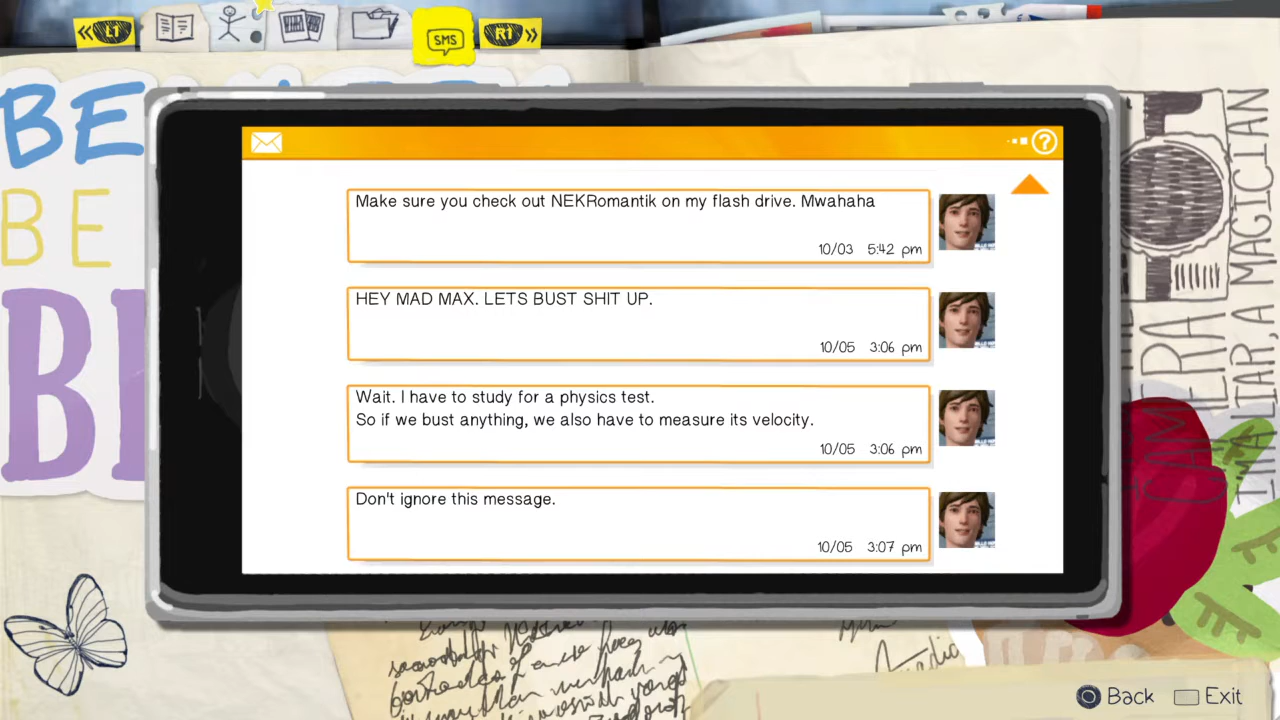 L1
SMS
R1
BE
BE
Make sure you check out NEKRomantik on my flash drive. Mwahaha
10/03 5:42 pm
HEY MAD MAX. LETS BUST SHIT UP.
10/05 3:06 pm
Wait. I have to study for a physics test.
So if we bust anything, we also have to measure its velocity.
10/05 3:06 pm
Don't ignore this message.
10/05 3:07 pm
LIAR, A MAGICIAN
Back
Exit